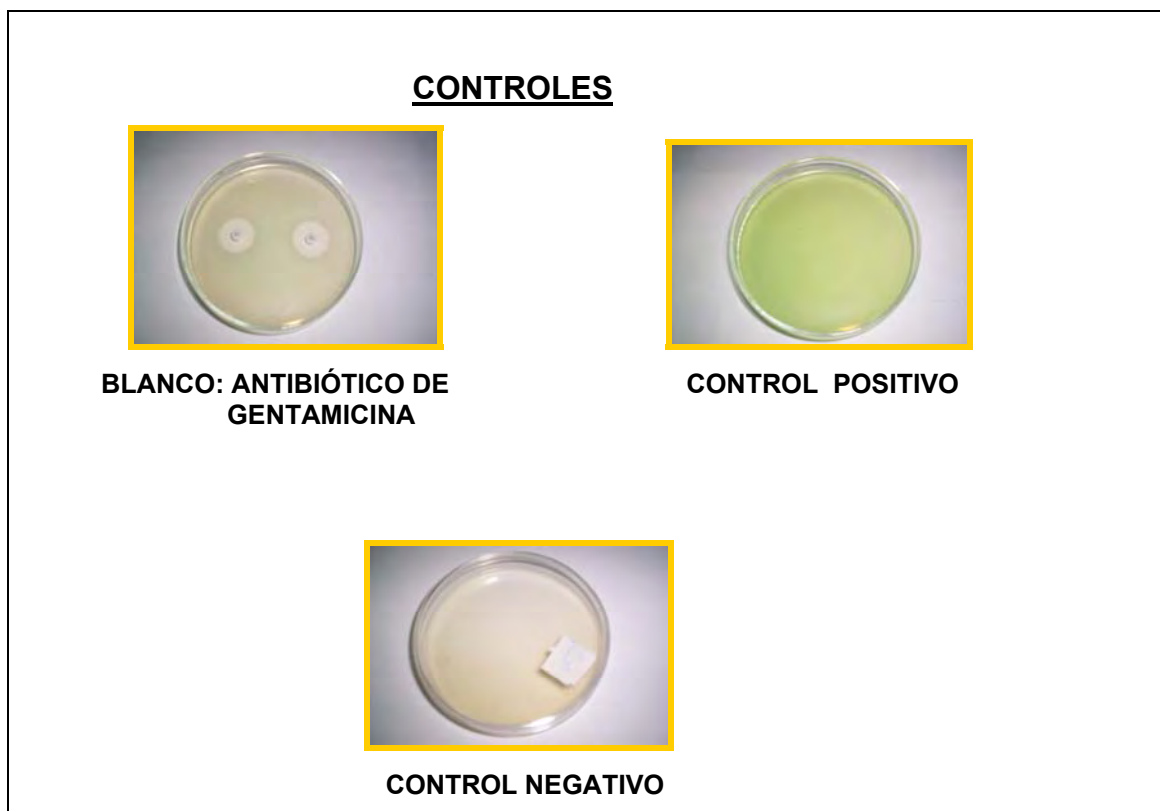 CONTROLES
BLANCO: ANTIBIÓTICO DE
GENTAMICINA
CONTROL POSITIVO
CONTROL NEGATIVO